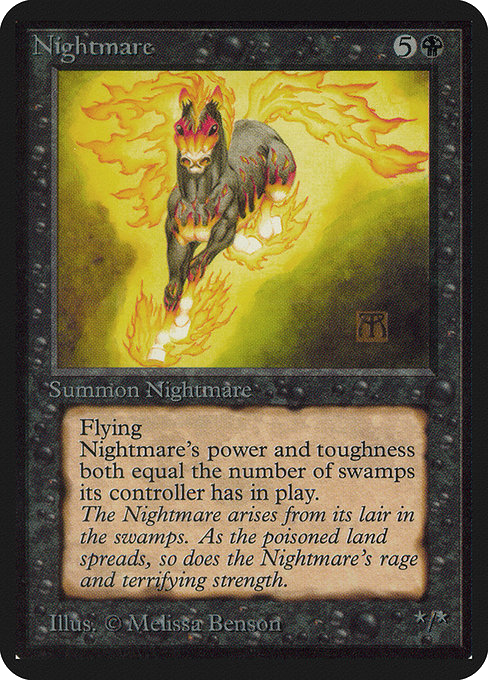 Nightmare 5
Summon Nightmare
Flying
Nightmare's power and toughness
both equal the number of swamps
its controller has in play.
The Nightmare arises from its lair in
the swamps. As the poisoned land
spreads, so does the Nightmare's rage
and terrifying strength.
Illus. © Melissa Benson */*